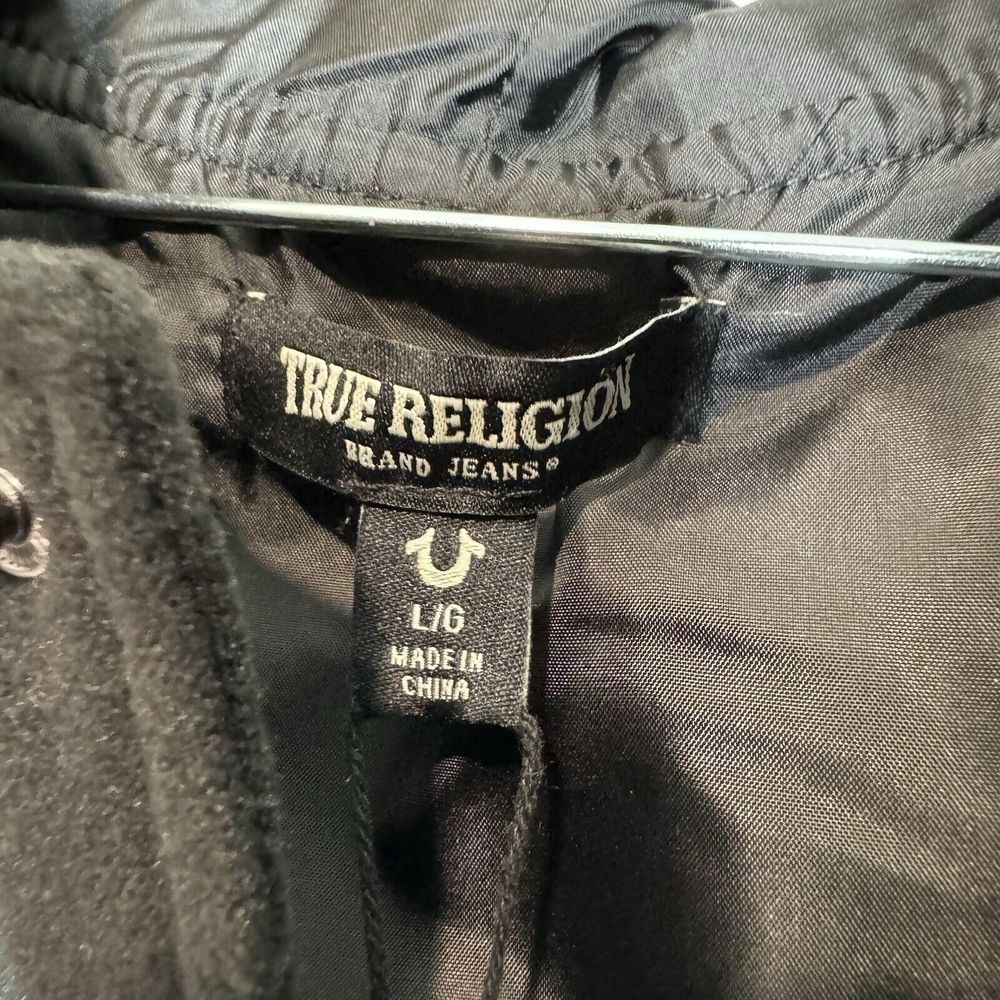 TRUE RELIGION
BRAND JEANS®
L/G
MADE IN
CHINA